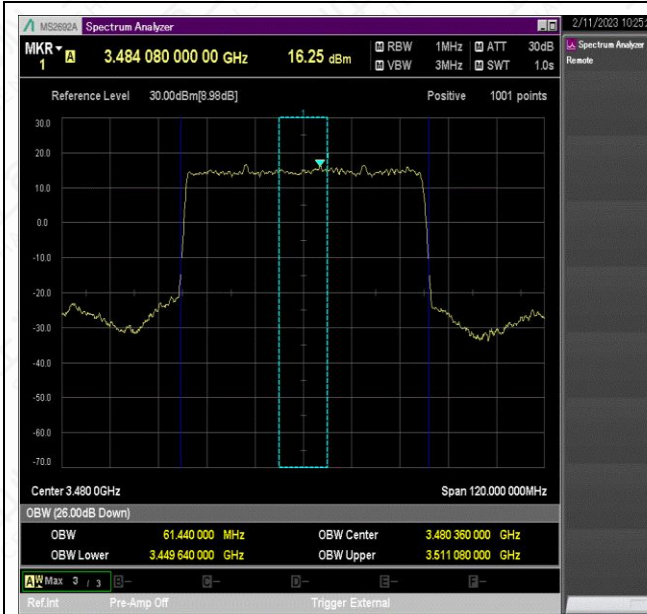 MS2692A Spectrum Analyzer
2/11/2023 10:25:
MKR 1 A 3.484 080 000 00 GHz 16.25 dBm M RBW 1MHz M ATT 30dB
M VBW 3MHz M SWT 1.0s
Spectrum Analyzer
Remote
Reference Level 30.00dBm[8.98dB] Positive 1001 points
30.0
20.0
10.0
0.0
-10.0
-20.0
-30.0
-40.0
-50.0
-60.0
-70.0
Center 3.480 0GHz Span 120.000 000MHz
OBW (26.00dB Down)
OBW 61.440 000 MHz OBW Center 3.480 360 000 GHz
OBW Lower 3.449 640 000 GHz OBW Upper 3.511 080 000 GHz
A W Max 3 / 3 B- C- D- E- F-
Ref.Int Pre-Amp Off Trigger External